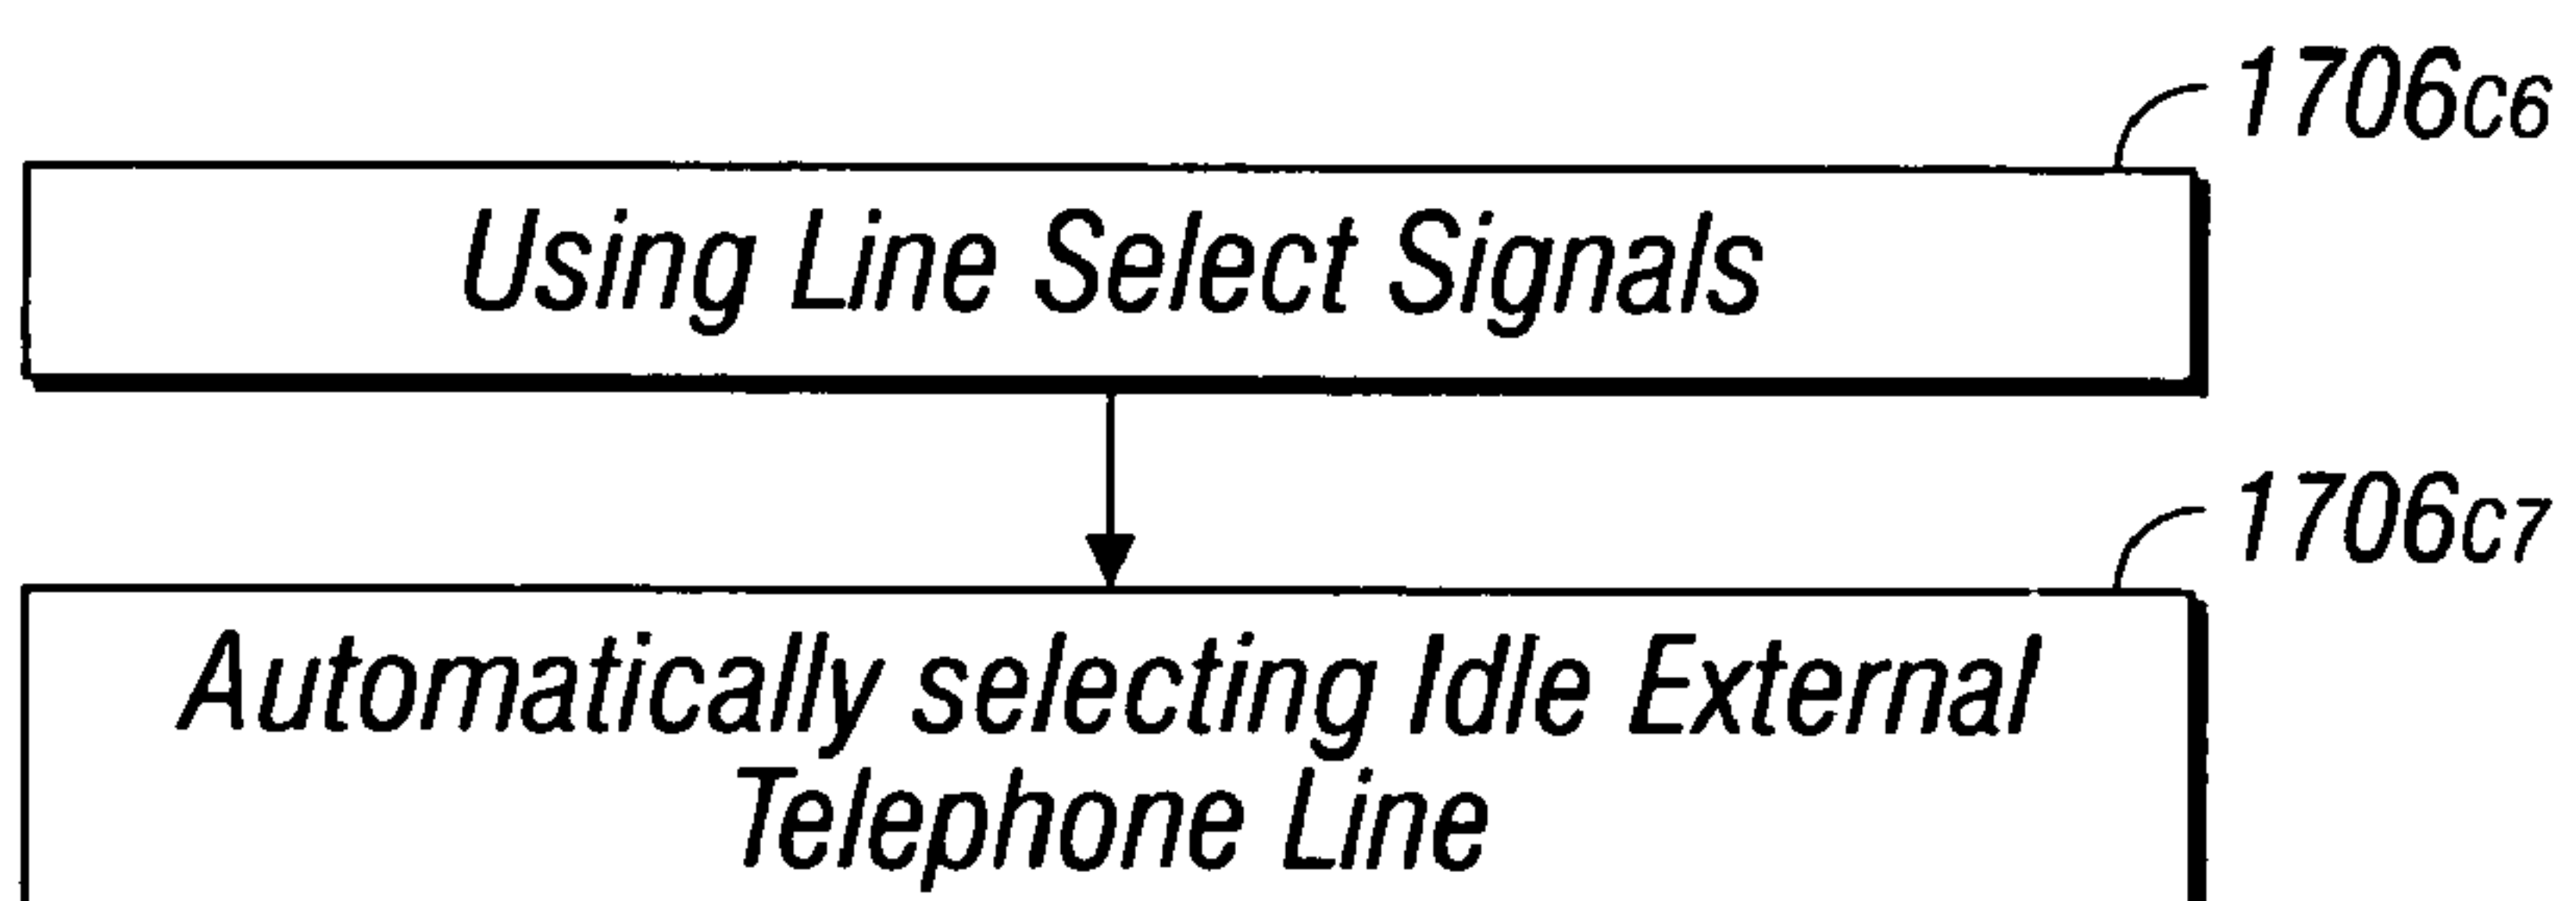 1706C6
Using Line Select Signals
1706C7
Automatically selecting Idle External
Telephone Line